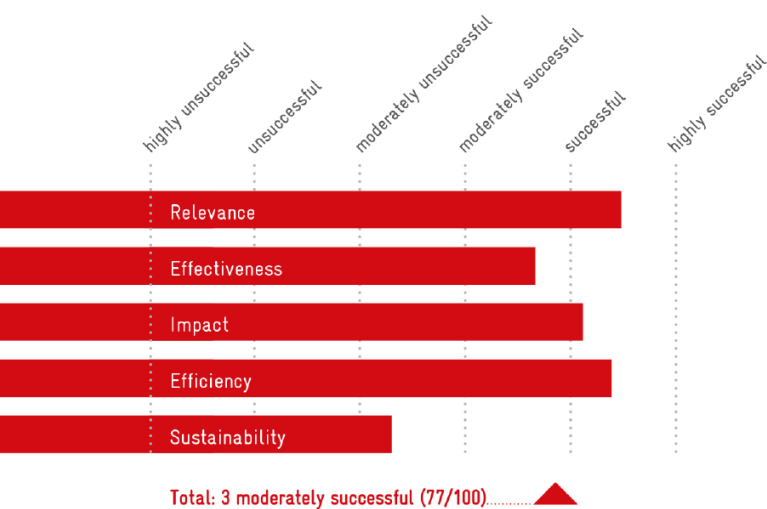 highly unsuccessful
unsuccessful
moderately unsuccessful
moderately successful
successful
highly successful
Relevance
Effectiveness
Impact
Efficiency
Sustainability
Total: 3 moderately successful (77/100)